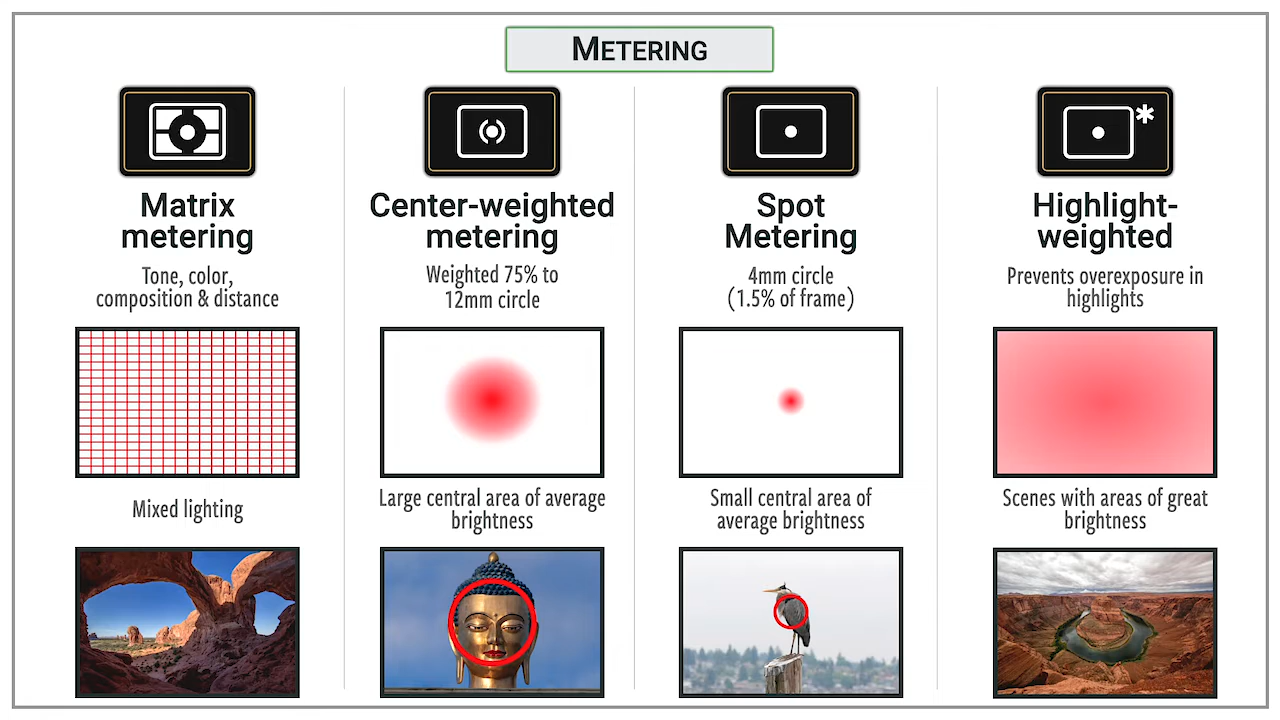 METERING
Matrix
metering
Tone, color,
composition & distance
Mixed lighting
Center-weighted
metering
Weighted 75% to
12mm circle
Large central area of average
brightness
Spot
Metering
4mm circle
(1.5% of frame)
Small central area of
average brightness
*
Highlight-
weighted
Prevents overexposure in
highlights
Scenes with areas of great
brightness